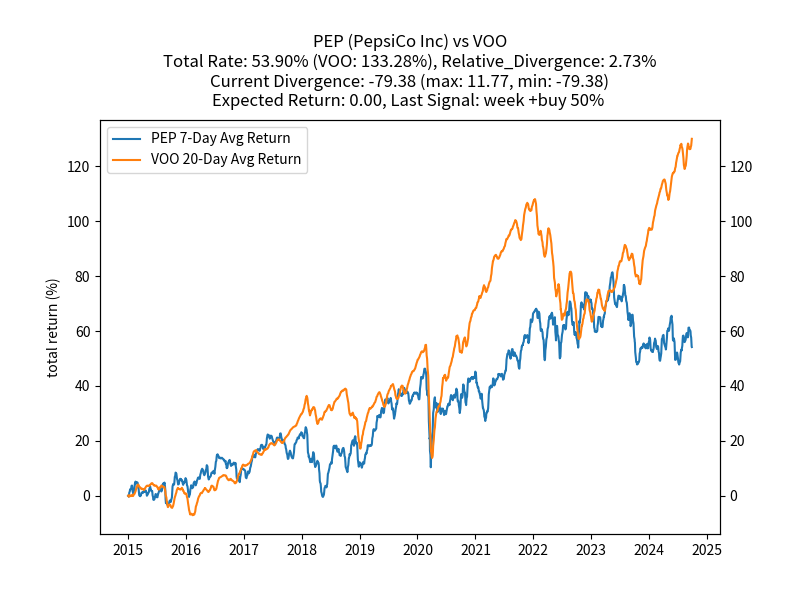 PEP (PepsiCo Inc) vs VOO
Total Rate: 53.90% (VOO: 133.28%), Relative_Divergence: 2.73%
Current Divergence: -79.38 (max: 11.77, min: -79.38)
Expected Return: 0.00, Last Signal: week +buy 50%
PEP 7-Day Avg Return
VOO 20-Day Avg Return
total return (%)
120 120
100 100
80 80
60 60
40 40
20 20
0 0
2015 2016 2017 2018 2019 2020 2021 2022 2023 2024 2025